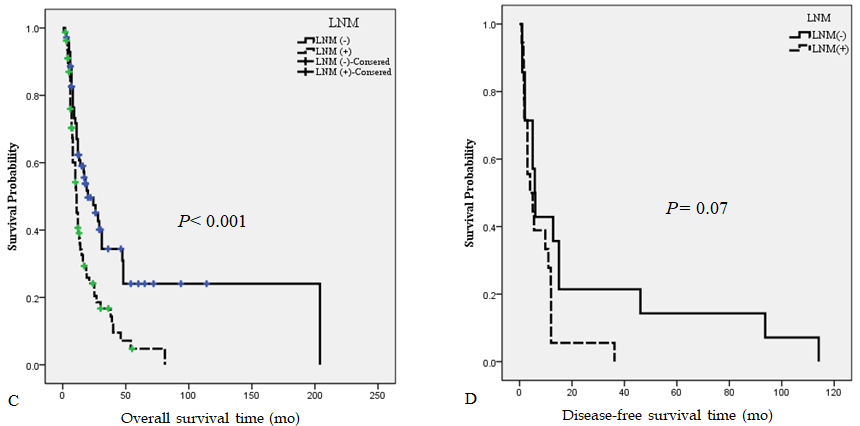 LNM
LNM (-)
LNM (+)
LNM (-)-Consered
LNM (+)-Consered
Survival Probability
1.0
0.8
0.6
0.4
0.2
0.0
P< 0.001
0
50
100
150
200
250
C
Overall survival time (mo)
LNM
LNM(-)
LNM(+)
Survival Probability
1.0
0.8
0.6
0.4
0.2
0.0
P= 0.07
0
20
40
60
80
100
120
D
Disease-free survival time (mo)